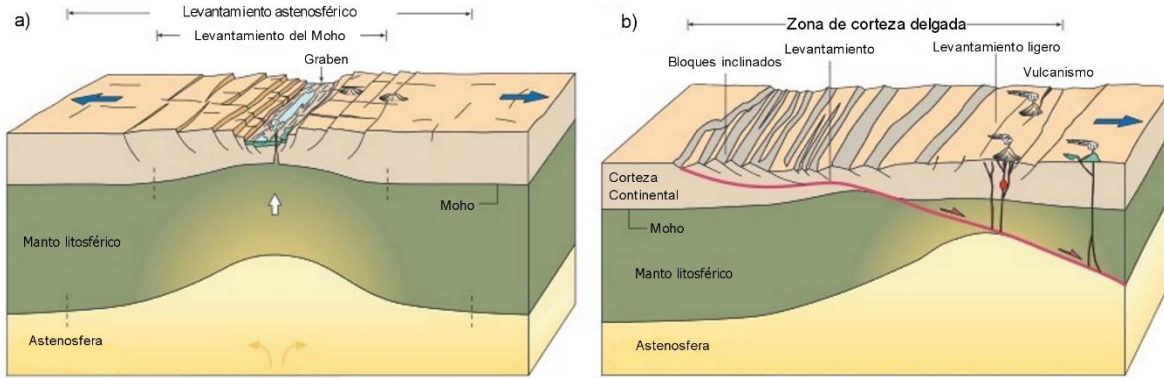 a)
Levantamiento astenosférico
Levantamiento del Moho
Graben
Moho
Manto litosférico
Astenosfera
b)
Zona de corteza delgada
Levantamiento
Levantamiento ligero
Bloques inclinados
Vulcanismo
Corteza
Continental
Moho
Manto litosférico
Astenosfera